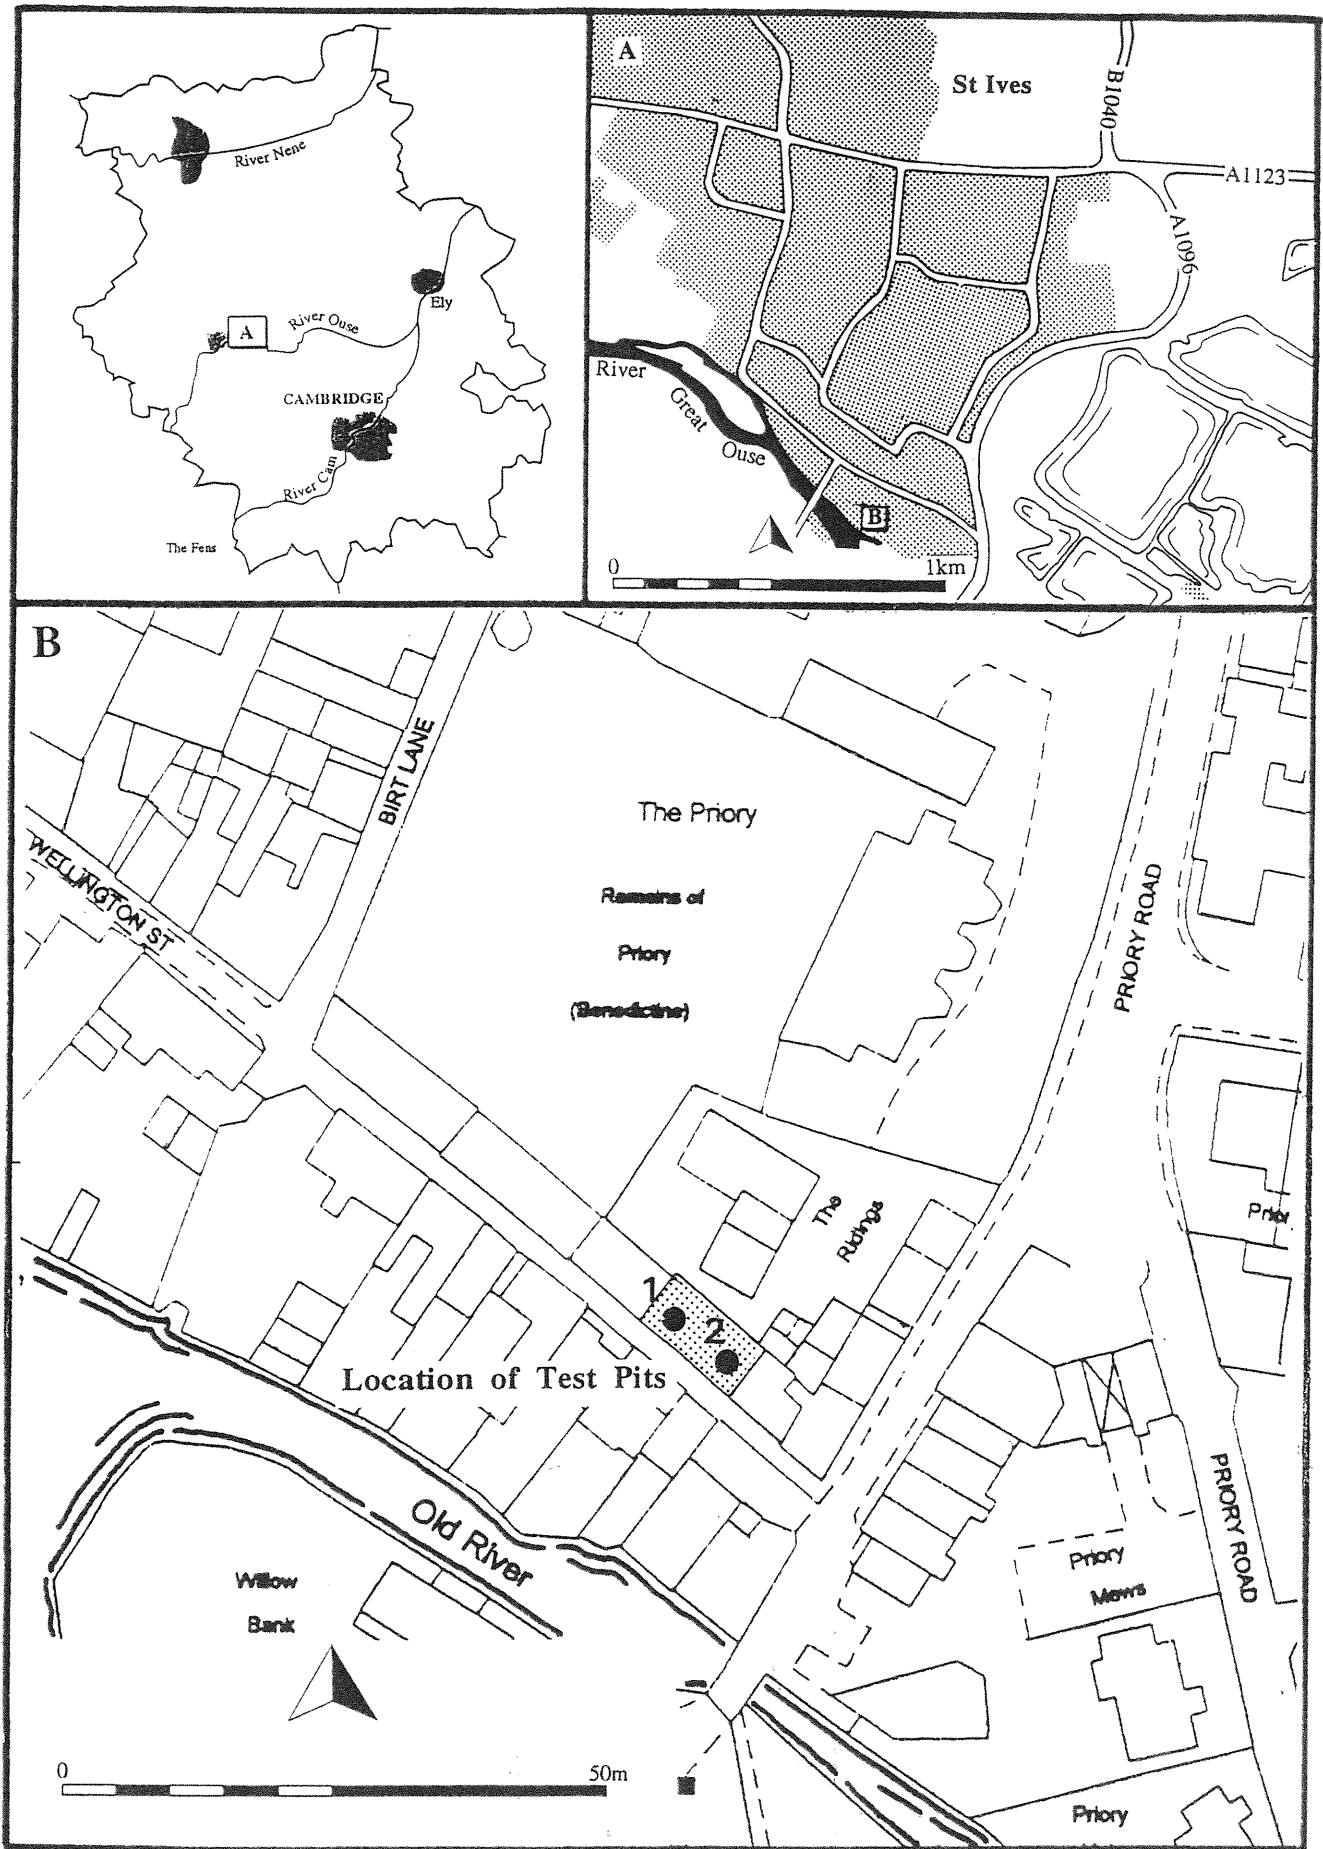 River Nene
Ely
A
River Ouse
CAMBRIDGE
River Cam
The Fens
A
St Ives
B1040
A1123
A1096
River
Great
Ouse
B
0 1km
B
BIRT LANE
WELLINGTON ST
The Priory
Remains of
Priory
(Benedictine)
PRIORY ROAD
The
Ridings
Prior
1
2
Location of Test Pits
Old River
Willow
Bank
PRIORY ROAD
Priory
Mews
0 50m
Priory